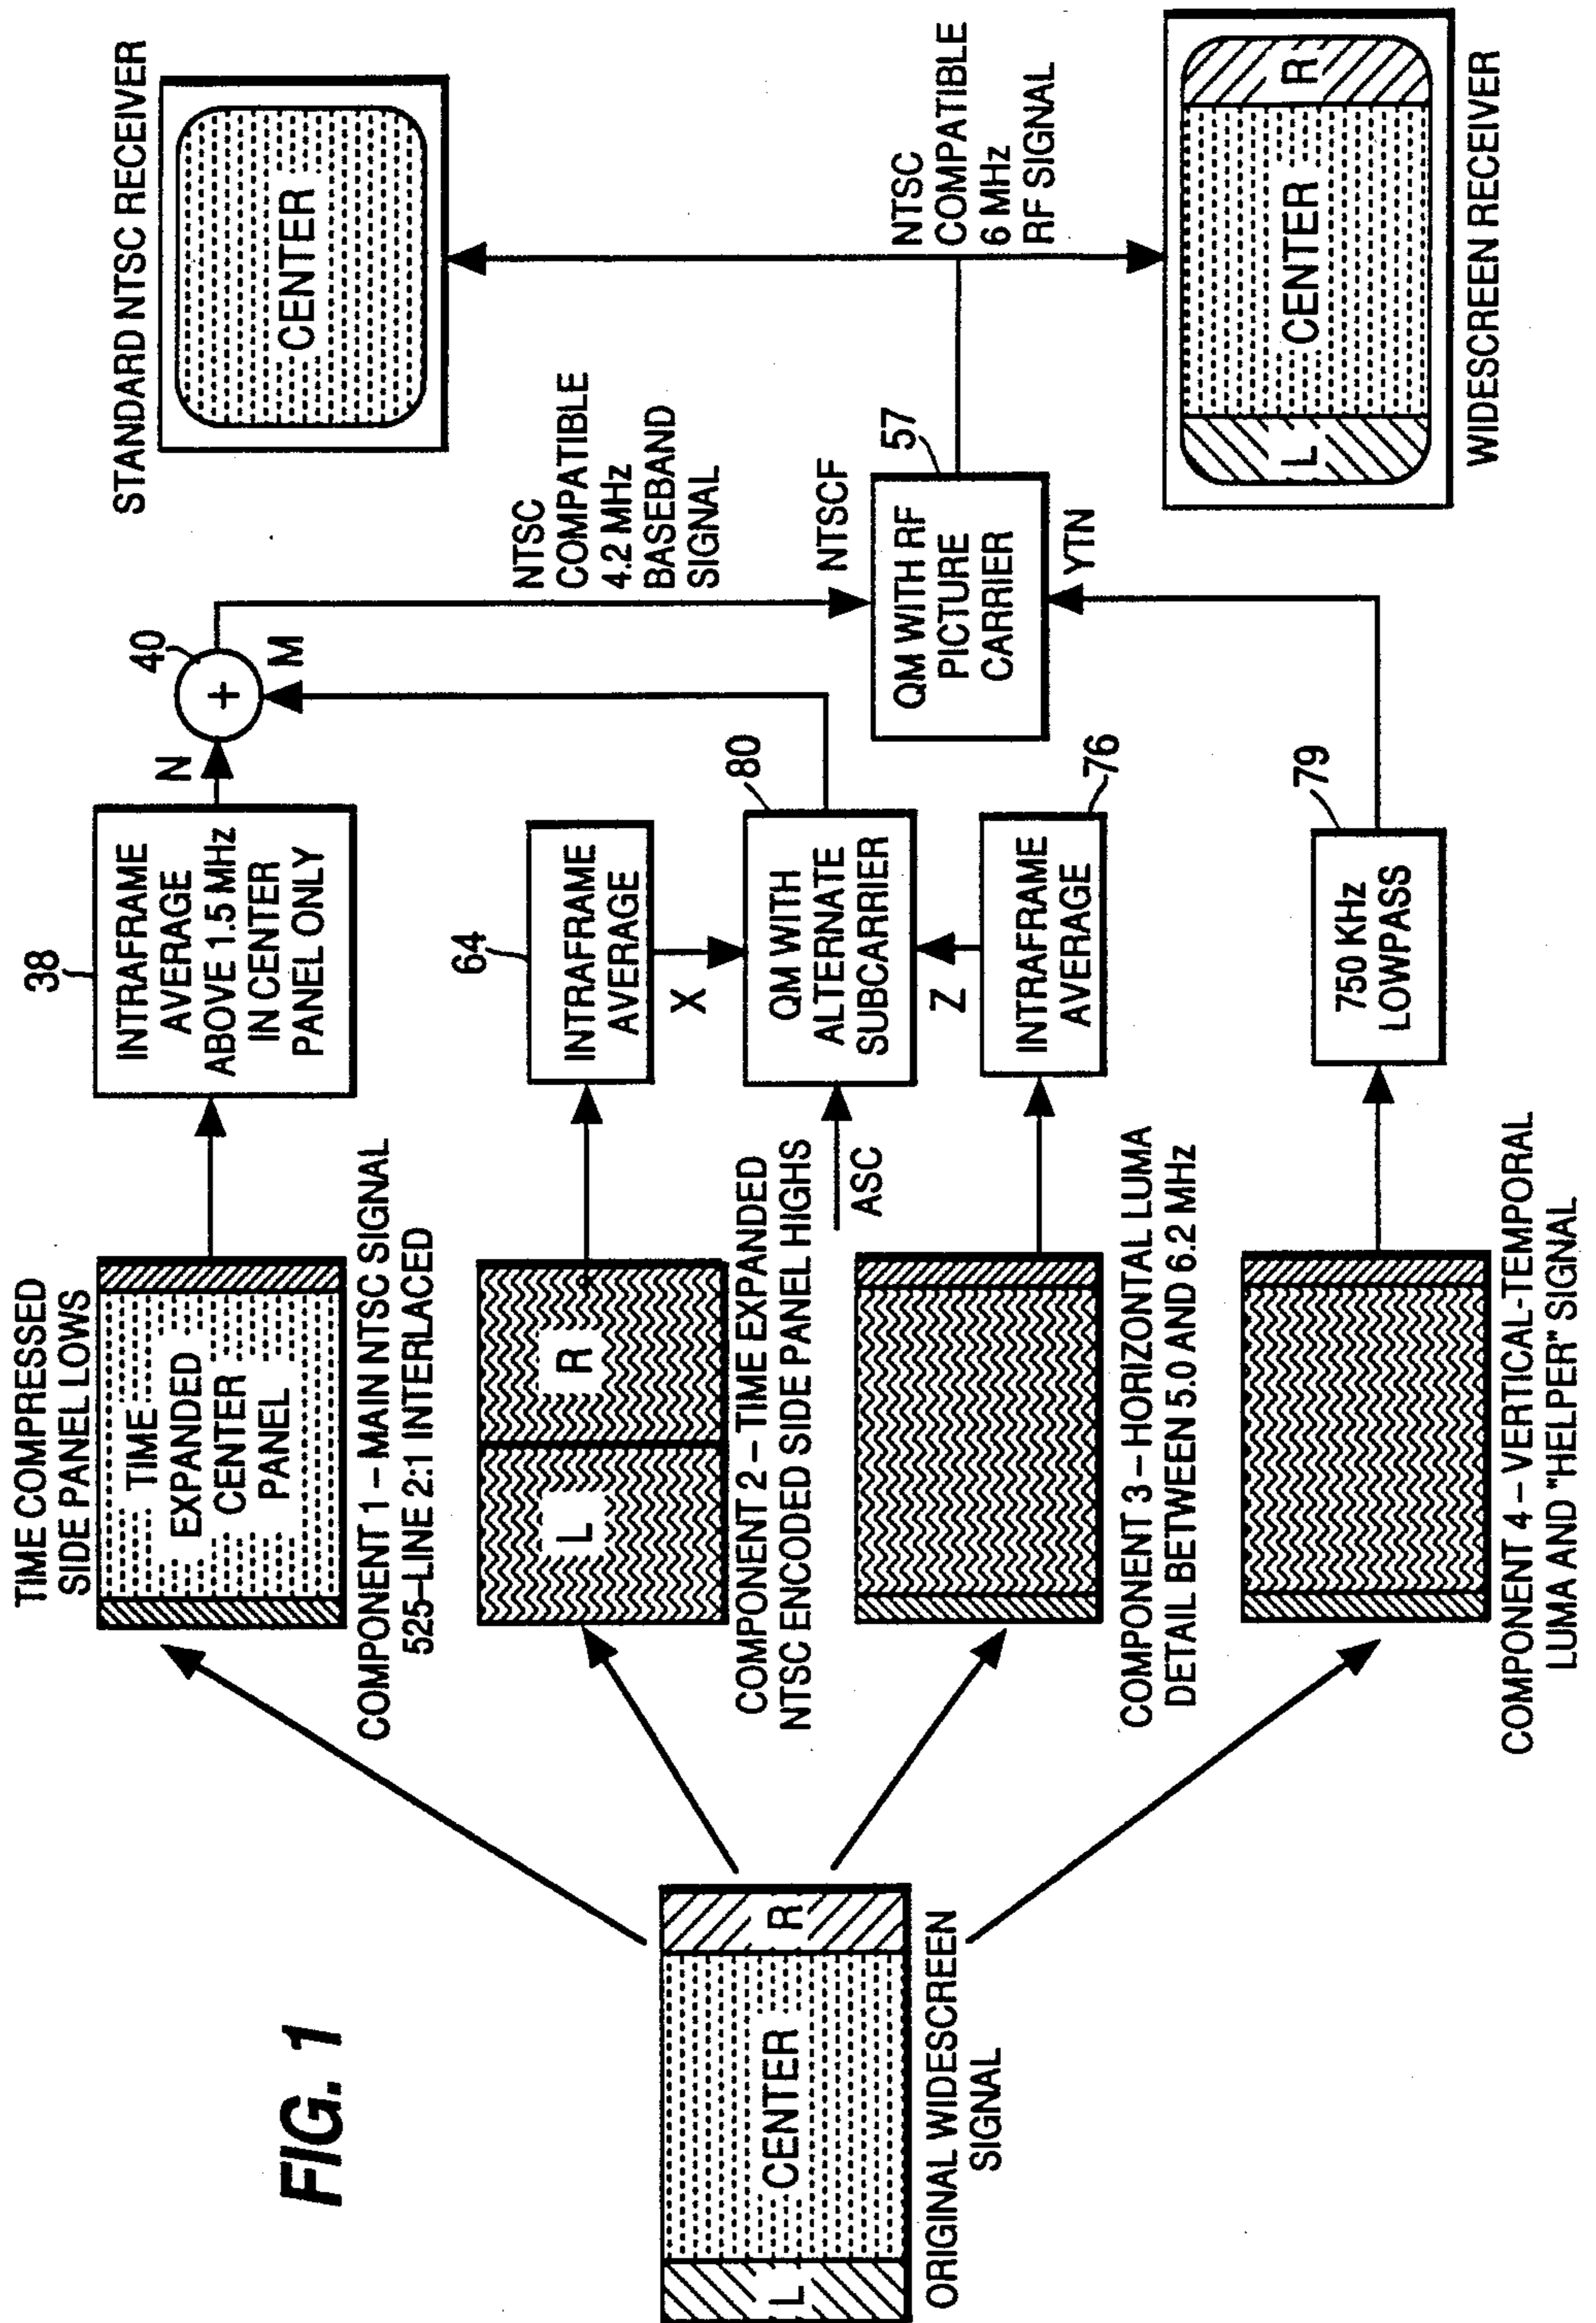 FIG. 1
L
CENTER
R
ORIGINAL WIDESCREEN
SIGNAL
TIME COMPRESSED
SIDE PANEL LOWS
TIME
EXPANDED
CENTER
PANEL
COMPONENT 1 – MAIN NTSC SIGNAL
525–LINE 2:1 INTERLACED
38
INTRAFRAME
AVERAGE
ABOVE 1.5 MHz
IN CENTER
PANEL ONLY
N
40
+
M
L
R
COMPONENT 2 – TIME EXPANDED
NTSC ENCODED SIDE PANEL HIGHS
64
INTRAFRAME
AVERAGE
X
ASC
QM WITH
ALTERNATE
SUBCARRIER
80
Z
COMPONENT 3 – HORIZONTAL LUMA
DETAIL BETWEEN 5.0 AND 6.2 MHz
INTRAFRAME
AVERAGE
76
COMPONENT 4 – VERTICAL-TEMPORAL
LUMA AND "HELPER" SIGNAL
750 KHz
LOWPASS
79
NTSC
COMPATIBLE
4.2 MHz
BASEBAND
SIGNAL
NTSCF
QM WITH RF
PICTURE
CARRIER
57
YTN
STANDARD NTSC RECEIVER
CENTER
NTSC
COMPATIBLE
6 MHz
RF SIGNAL
L
CENTER
R
WIDESCREEN RECEIVER